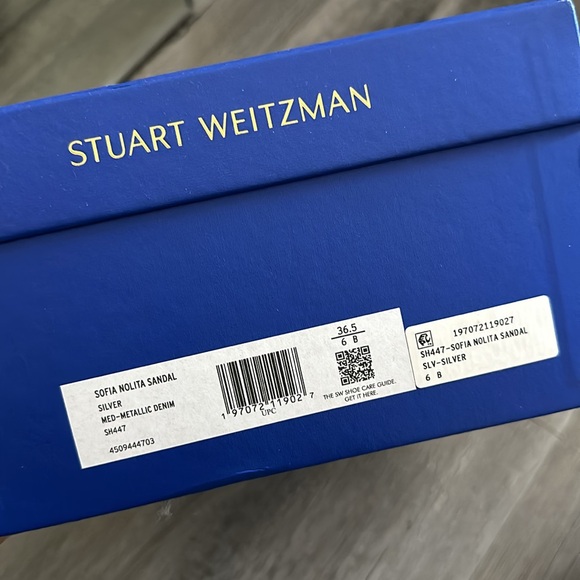 STUART WEITZMAN
SOFIA NOLITA SANDAL
SILVER
MED-METALLIC DENIM
SH447
4509444703
1 97072 11902 7
UPC
36.5
6 B
THE SW SHOE CARE GUIDE.
GET IT HERE.
197072119027
SH447-SOFIA NOLITA SANDAL
SLV-SILVER
6 B